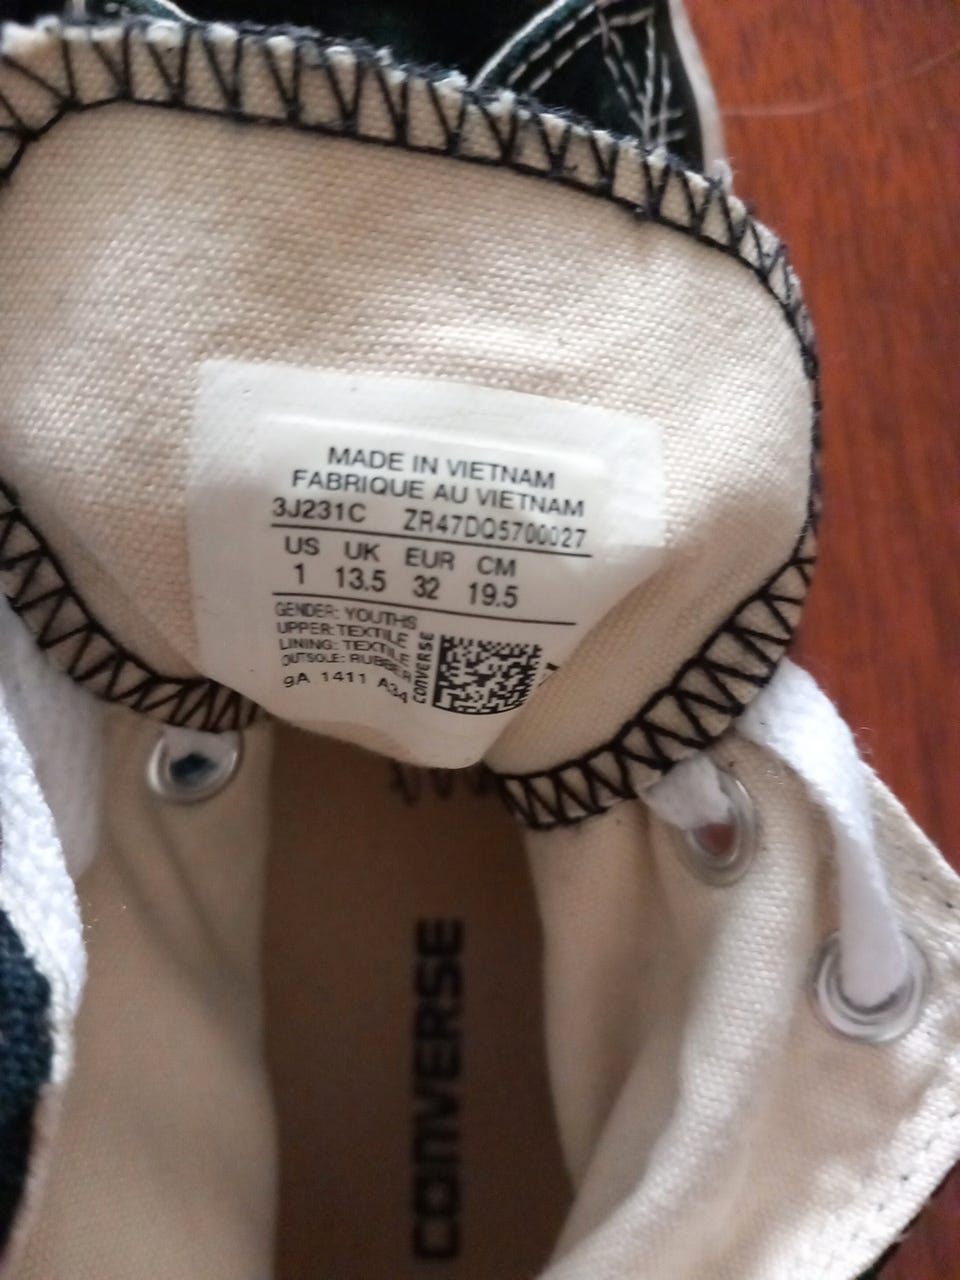 MADE IN VIETNAM
FABRIQUE AU VIETNAM
3J231C ZR47DQ5700027
US UK EUR CM
1 13.5 32 19.5
GENDER: YOUTHS
UPPER: TEXTILE
LINING: TEXTILE
OUTSOLE: RUBBER
9A 1411 A34
CONVERSE
CONVERSE